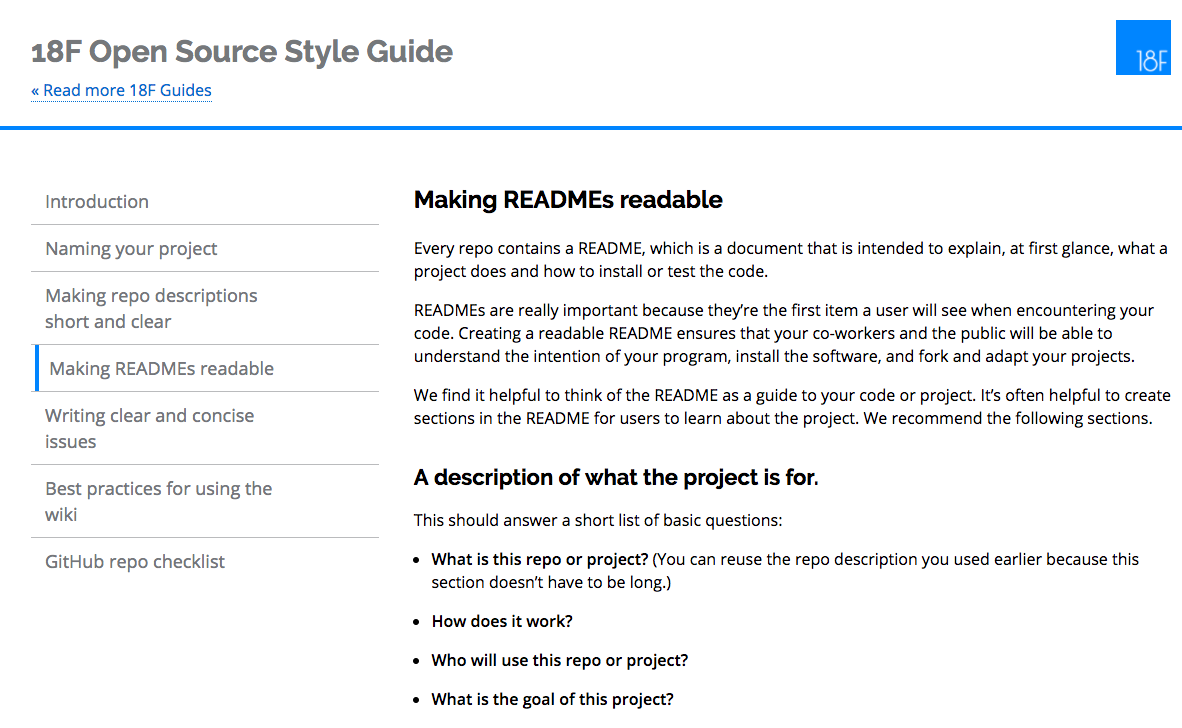 18F Open Source Style Guide
« Read more 18F Guides
18F
Introduction
Naming your project
Making repo descriptions
short and clear
Making READMEs readable
Writing clear and concise
issues
Best practices for using the
wiki
GitHub repo checklist
Making READMEs readable
Every repo contains a README, which is a document that is intended to explain, at first glance, what a
project does and how to install or test the code.
READMEs are really important because they’re the first item a user will see when encountering your
code. Creating a readable README ensures that your co-workers and the public will be able to
understand the intention of your program, install the software, and fork and adapt your projects.
We find it helpful to think of the README as a guide to your code or project. It’s often helpful to create
sections in the README for users to learn about the project. We recommend the following sections.
A description of what the project is for.
This should answer a short list of basic questions:
• What is this repo or project? (You can reuse the repo description you used earlier because this
section doesn’t have to be long.)
• How does it work?
• Who will use this repo or project?
• What is the goal of this project?